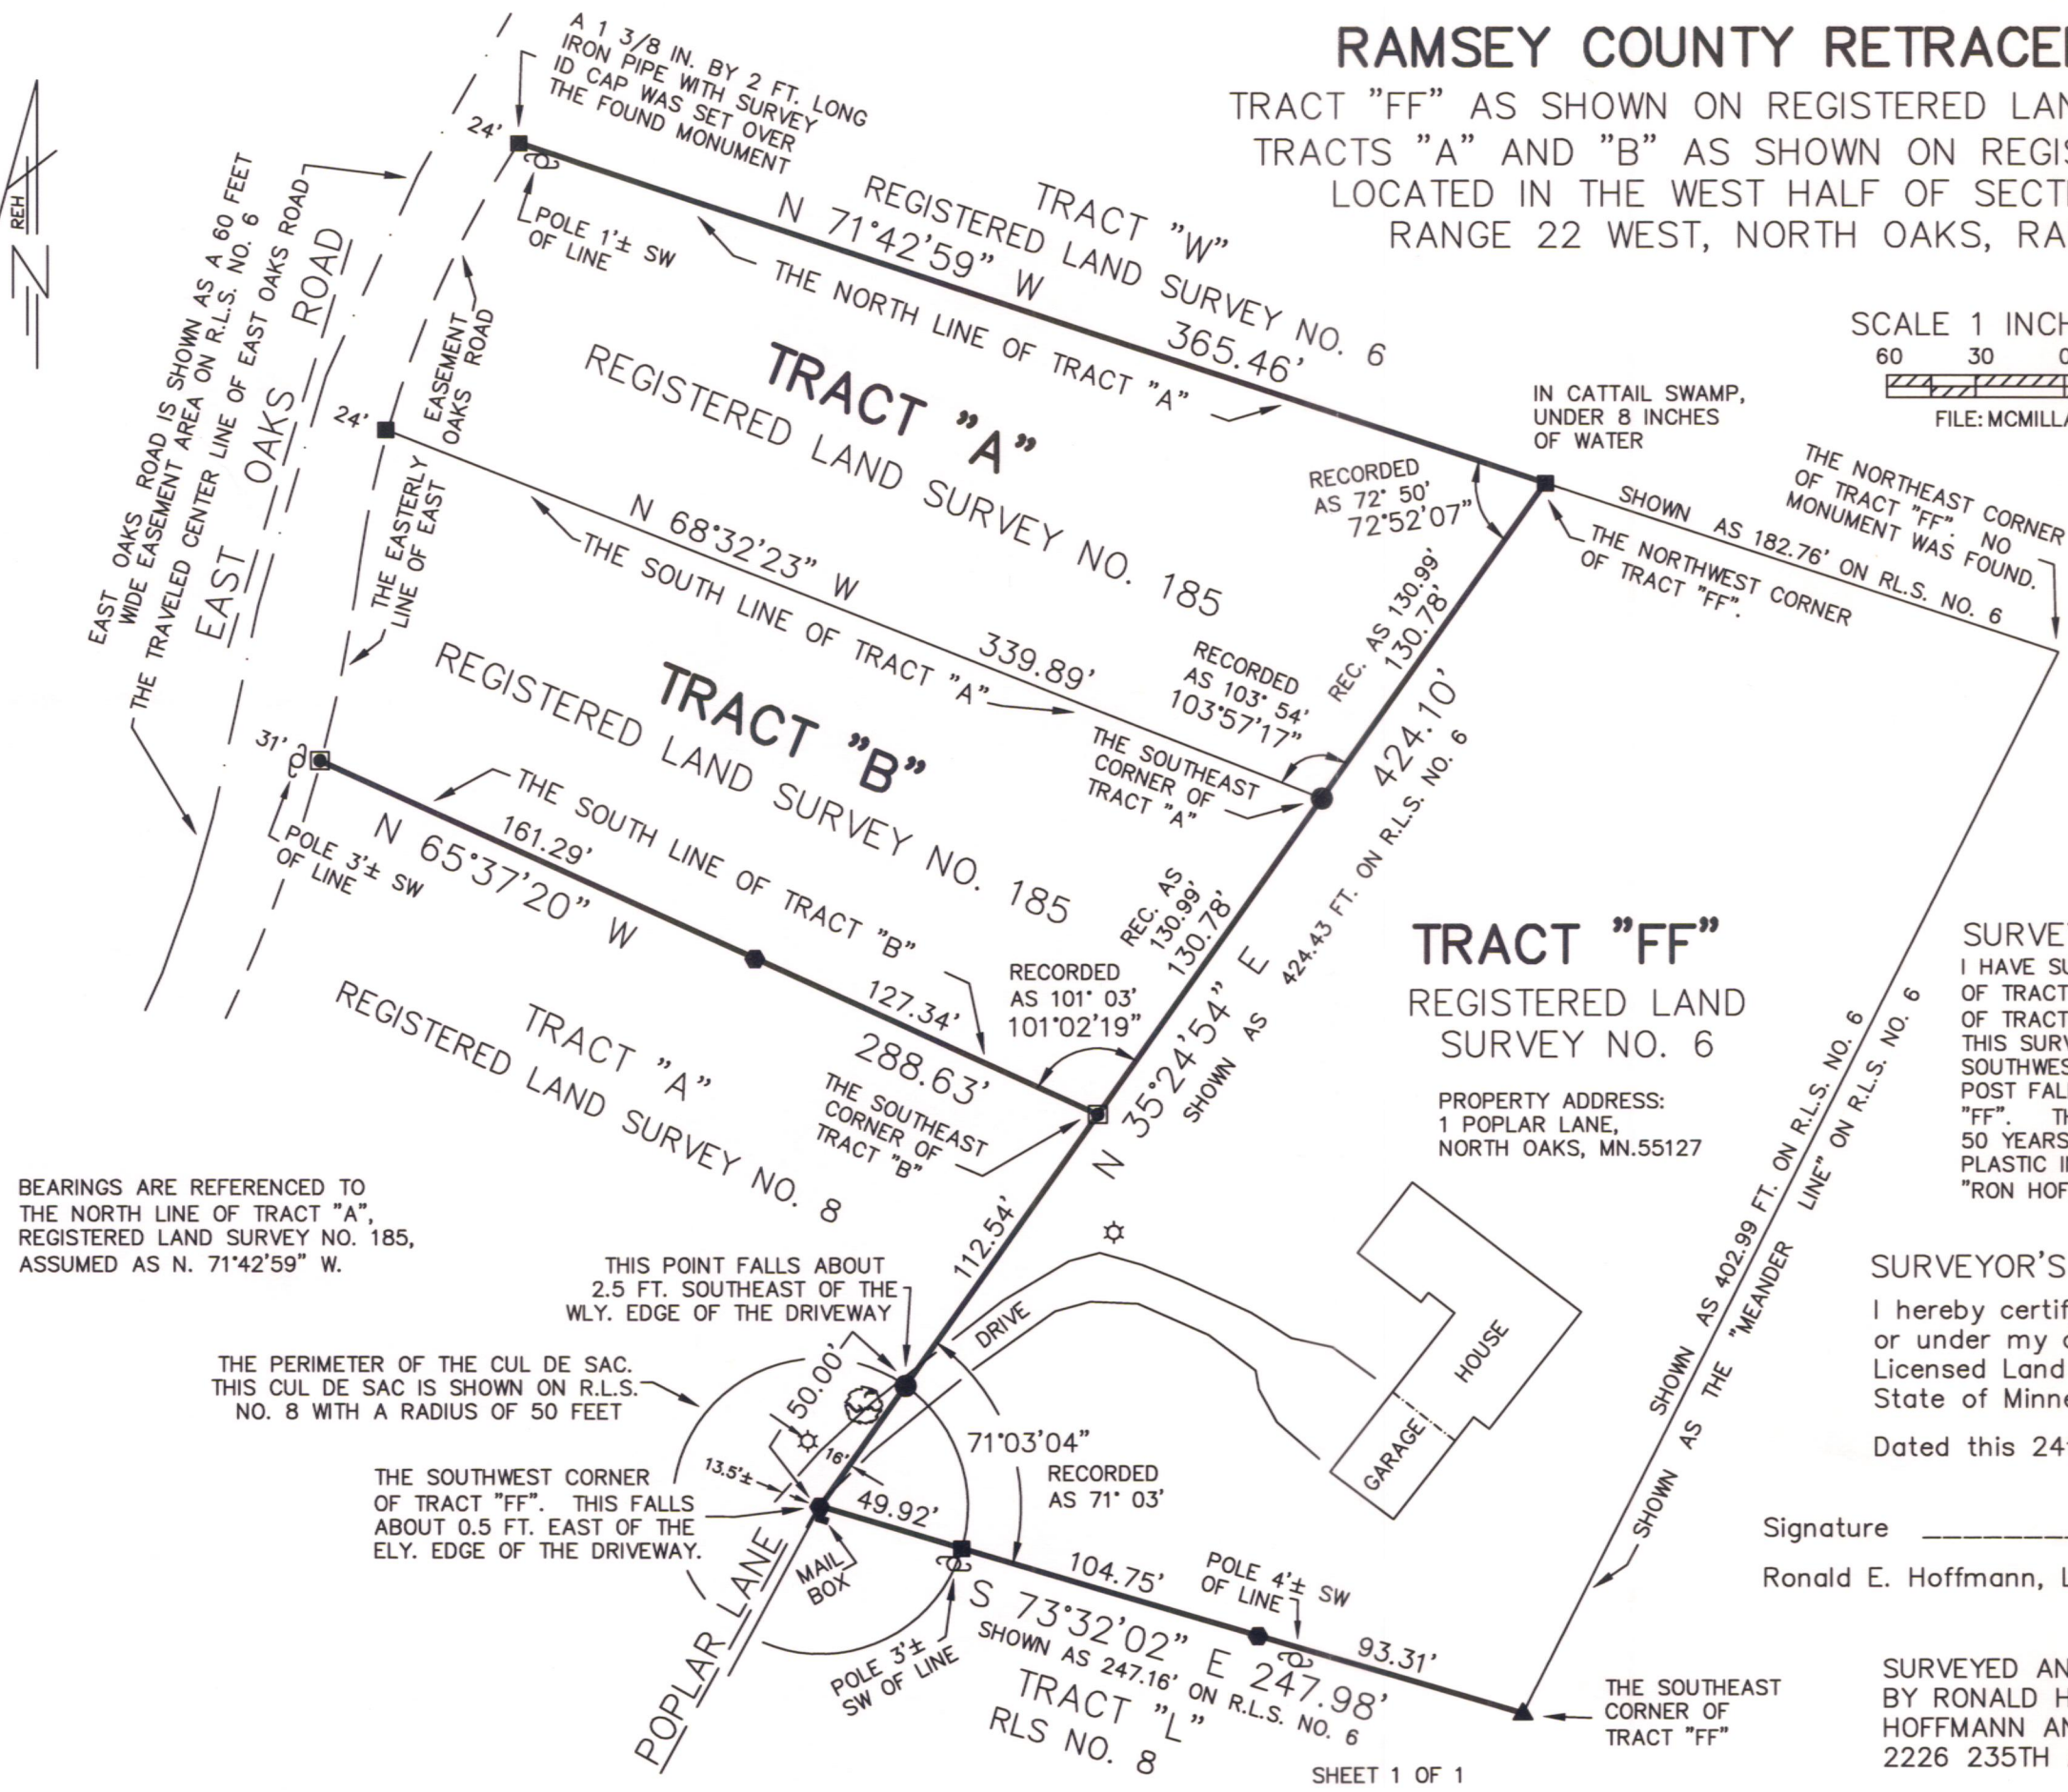 RAMSEY COUNTY
TRACT "FF" AS SHOWN ON REGISTERED
TRACTS "A" AND "B" AS SHOWN ON
LOCATED IN THE WEST HALF OF
RANGE 22 WEST, NORTH OAKS,
A 1 3/8 IN. BY 2 FT. LONG
IRON PIPE WITH SURVEY
ID CAP WAS SET OVER
THE FOUND MONUMENT
REH
N
24'
POLE 1'± SW
OF LINE
TRACT "W"
REGISTERED LAND SURVEY NO. 6
N 71°42'59" W
365.46'
THE NORTH LINE OF TRACT "A"
SCALE 1
60 30
FILE:
EAST OAKS ROAD IS SHOWN AS A 60 FEET
WIDE EASEMENT AREA ON R.L.S. NO. 6
THE TRAVELED CENTER LINE OF EAST OAKS ROAD
EAST OAKS ROAD
THE EASTERLY EASEMENT
LINE OF EAST OAKS ROAD
TRACT "A"
REGISTERED LAND SURVEY NO. 185
IN CATTAIL SWAMP,
UNDER 8 INCHES
OF WATER
24'
RECORDED
AS 72° 50'
72°52'07"
SHOWN AS 182.76' ON RL.S. NO. 6
THE NORTHWEST CORNER
OF TRACT "FF".
THE NORTHEAST CORNER
OF TRACT "FF". NO
MONUMENT WAS FOUND.
N 68°32'23" W
339.89'
THE SOUTH LINE OF TRACT "A"
REC. AS 130.99'
130.78'
RECORDED
AS 103° 54'
103°57'17"
THE SOUTHEAST
CORNER OF
TRACT "A"
424.10'
TRACT "B"
REGISTERED LAND SURVEY NO. 185
31'
POLE 3'± SW
OF LINE
THE SOUTH LINE OF TRACT "B"
161.29'
N 65°37'20" W
127.34'
288.63'
REC. AS
130.99'
130.78'
RECORDED
AS 101° 03'
101°02'19"
N 35°24'54" E
SHOWN AS 424.43 FT. ON R.L.S. NO. 6
THE SOUTHEAST
CORNER OF
TRACT "B"
TRACT "A"
REGISTERED LAND SURVEY NO. 8
TRACT "FF"
REGISTERED LAND
SURVEY NO. 6
PROPERTY ADDRESS:
1 POPLAR LANE,
NORTH OAKS, MN.55127
I HAVE
OF TRACT
OF TRACT
THIS
POST
"FF".
50 YEARS
PLASTIC
"RON
SHOWN AS 402.99 FT. ON R.L.S. NO. 6
SHOWN AS THE "MEANDER LINE" ON R.L.S. NO. 6
BEARINGS ARE REFERENCED TO
THE NORTH LINE OF TRACT "A",
REGISTERED LAND SURVEY NO. 185,
ASSUMED AS N. 71°42'59" W.
112.54'
DRIVE
HOUSE
GARAGE
THIS POINT FALLS ABOUT
2.5 FT. SOUTHEAST OF THE
WLY. EDGE OF THE DRIVEWAY
THE PERIMETER OF THE CUL DE SAC.
THIS CUL DE SAC IS SHOWN ON R.L.S.
NO. 8 WITH A RADIUS OF 50 FEET
50.00'
16'
13.5'±
THE SOUTHWEST CORNER
OF TRACT "FF". THIS FALLS
ABOUT 0.5 FT. EAST OF THE
ELY. EDGE OF THE DRIVEWAY.
71°03'04"
RECORDED
AS 71° 03'
49.92'
MAIL
BOX
POPLAR LANE
POLE 3'±
SW OF LINE
104.75'
POLE 4'± SW
OF LINE
93.31'
S 73°32'02" E 247.98'
SHOWN AS 247.16' ON R.L.S. NO. 6
TRACT "L"
RLS NO. 8
THE SOUTHEAST
CORNER OF
TRACT "FF"
SHEET 1 OF 1
SURVEYOR'S
I hereby
or under my
Licensed Land
State of
Dated this
Signature
Ronald E. Hoffmann,
SURVEYED
BY RONALD
HOFFMANN
2226 235TH